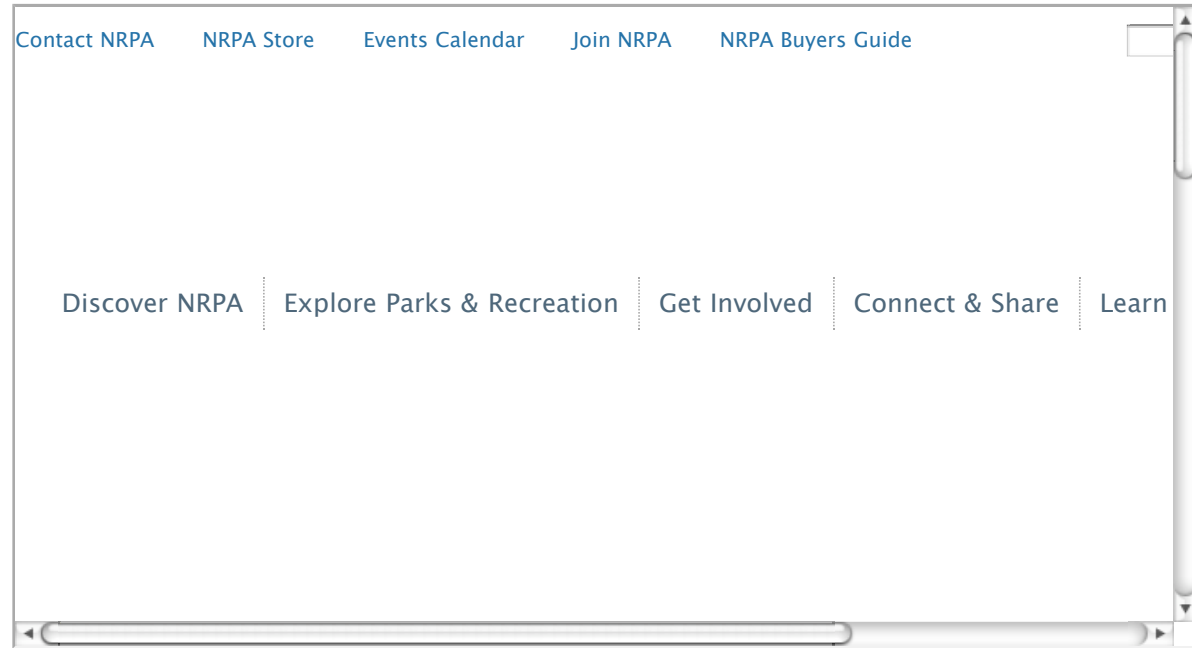 Contact NRPA NRPA Store Events Calendar Join NRPA NRPA Buyers Guide
Discover NRPA Explore Parks & Recreation Get Involved Connect & Share Learn